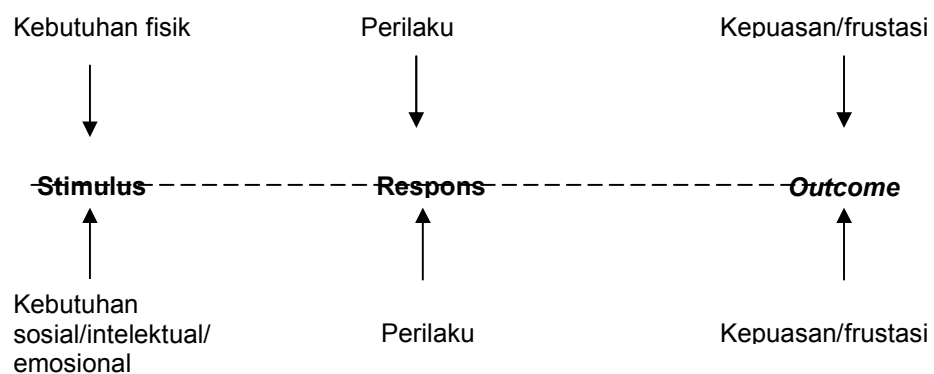 Kebutuhan fisik Perilaku Kepuasan/frustasi
Stimulus Respons Outcome
Kebutuhan
sosial/intelektual/
emosional
Perilaku Kepuasan/frustasi